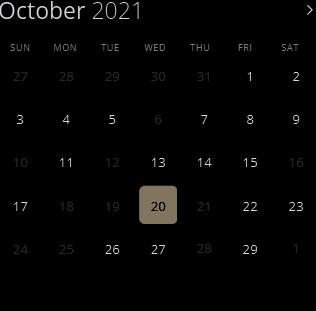 October 2021 >
SUN MON TUE WED THU FRI SAT
27 28 29 30 31 1 2
3 4 5 6 7 8 9
10 11 12 13 14 15 16
17 18 19 20 21 22 23
24 25 26 27 28 29 1